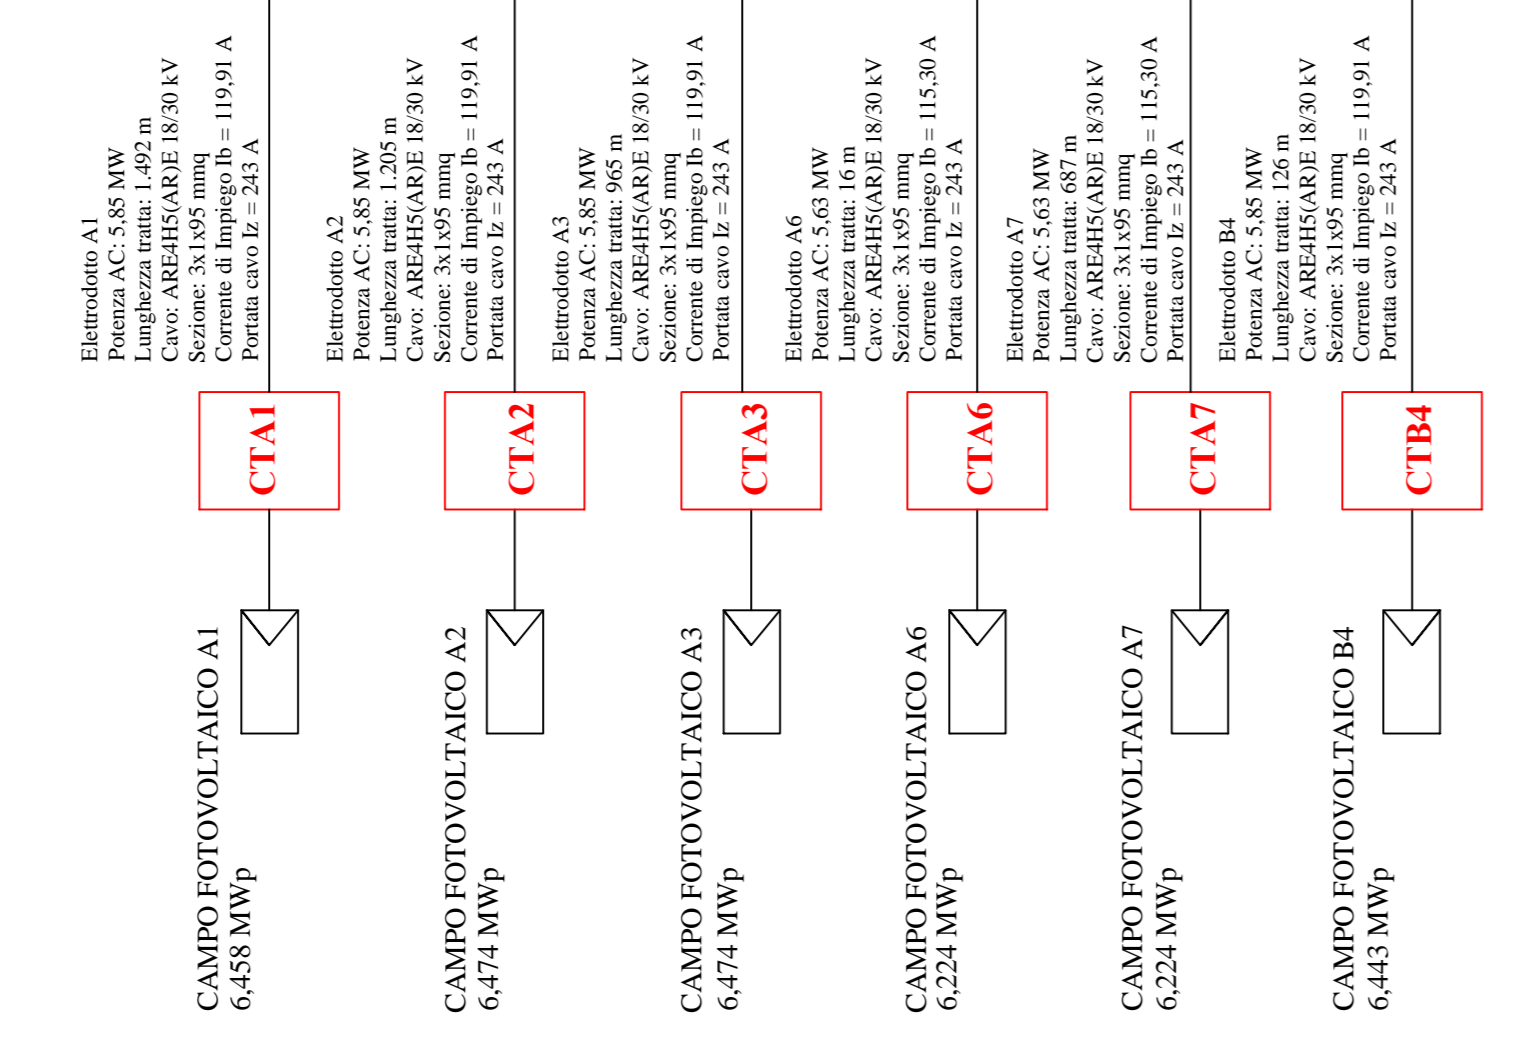 Elettrodotto A1
Potenza AC: 5,85 MW
Lunghezza tratta: 1.492 m
Cavo: ARE4H5(AR)E 18/30 kV
Sezione: 3x1x95 mmq
Corrente di Impiego Ib = 119,91 A
Portata cavo Iz = 243 A
CTA1
CAMPO FOTOVOLTAICO A1
6,458 MWp
Elettrodotto A2
Potenza AC: 5,85 MW
Lunghezza tratta: 1.205 m
Cavo: ARE4H5(AR)E 18/30 kV
Sezione: 3x1x95 mmq
Corrente di Impiego Ib = 119,91 A
Portata cavo Iz = 243 A
CTA2
CAMPO FOTOVOLTAICO A2
6,474 MWp
Elettrodotto A3
Potenza AC: 5,85 MW
Lunghezza tratta: 965 m
Cavo: ARE4H5(AR)E 18/30 kV
Sezione: 3x1x95 mmq
Corrente di Impiego Ib = 119,91 A
Portata cavo Iz = 243 A
CTA3
CAMPO FOTOVOLTAICO A3
6,474 MWp
Elettrodotto A6
Potenza AC: 5,63 MW
Lunghezza tratta: 16 m
Cavo: ARE4H5(AR)E 18/30 kV
Sezione: 3x1x95 mmq
Corrente di Impiego Ib = 115,30 A
Portata cavo Iz = 243 A
CTA6
CAMPO FOTOVOLTAICO A6
6,224 MWp
Elettrodotto A7
Potenza AC: 5,63 MW
Lunghezza tratta: 687 m
Cavo: ARE4H5(AR)E 18/30 kV
Sezione: 3x1x95 mmq
Corrente di Impiego Ib = 115,30 A
Portata cavo Iz = 243 A
CTA7
CAMPO FOTOVOLTAICO A7
6,224 MWp
Elettrodotto B4
Potenza AC: 5,85 MW
Lunghezza tratta: 126 m
Cavo: ARE4H5(AR)E 18/30 kV
Sezione: 3x1x95 mmq
Corrente di Impiego Ib = 119,91 A
Portata cavo Iz = 243 A
CTB4
CAMPO FOTOVOLTAICO B4
6,443 MWp